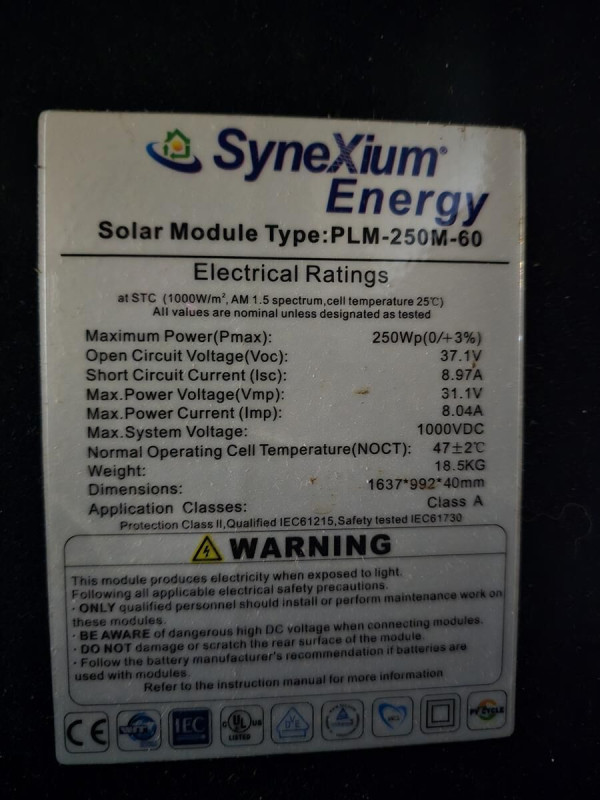 SyneXium®
Energy
Solar Module Type:PLM-250M-60
Electrical Ratings
at STC (1000W/m², AM 1.5 spectrum,cell temperature 25℃)
All values are nominal unless designated as tested
Maximum Power(Pmax): 250Wp(0/+3%)
Open Circuit Voltage(Voc): 37.1V
Short Circuit Current (Isc): 8.97A
Max.Power Voltage(Vmp): 31.1V
Max.Power Current (Imp): 8.04A
Max.System Voltage: 1000VDC
Normal Operating Cell Temperature(NOCT): 47±2℃
Weight: 18.5KG
Dimensions: 1637*992*40mm
Application Classes: Class A
Protection Class II,Qualified IEC61215,Safety tested IEC61730
WARNING
This module produces electricity when exposed to light.
Following all applicable electrical safety precautions.
· ONLY qualified personnel should install or perform maintenance work on
these modules.
· BE AWARE of dangerous high DC voltage when connecting modules.
· DO NOT damage or scratch the rear surface of the module.
· Follow the battery manufacturer's recommendation if batteries are
used with modules.
Refer to the instruction manual for more information
CE IEC C UL US LISTED PV CYCLE